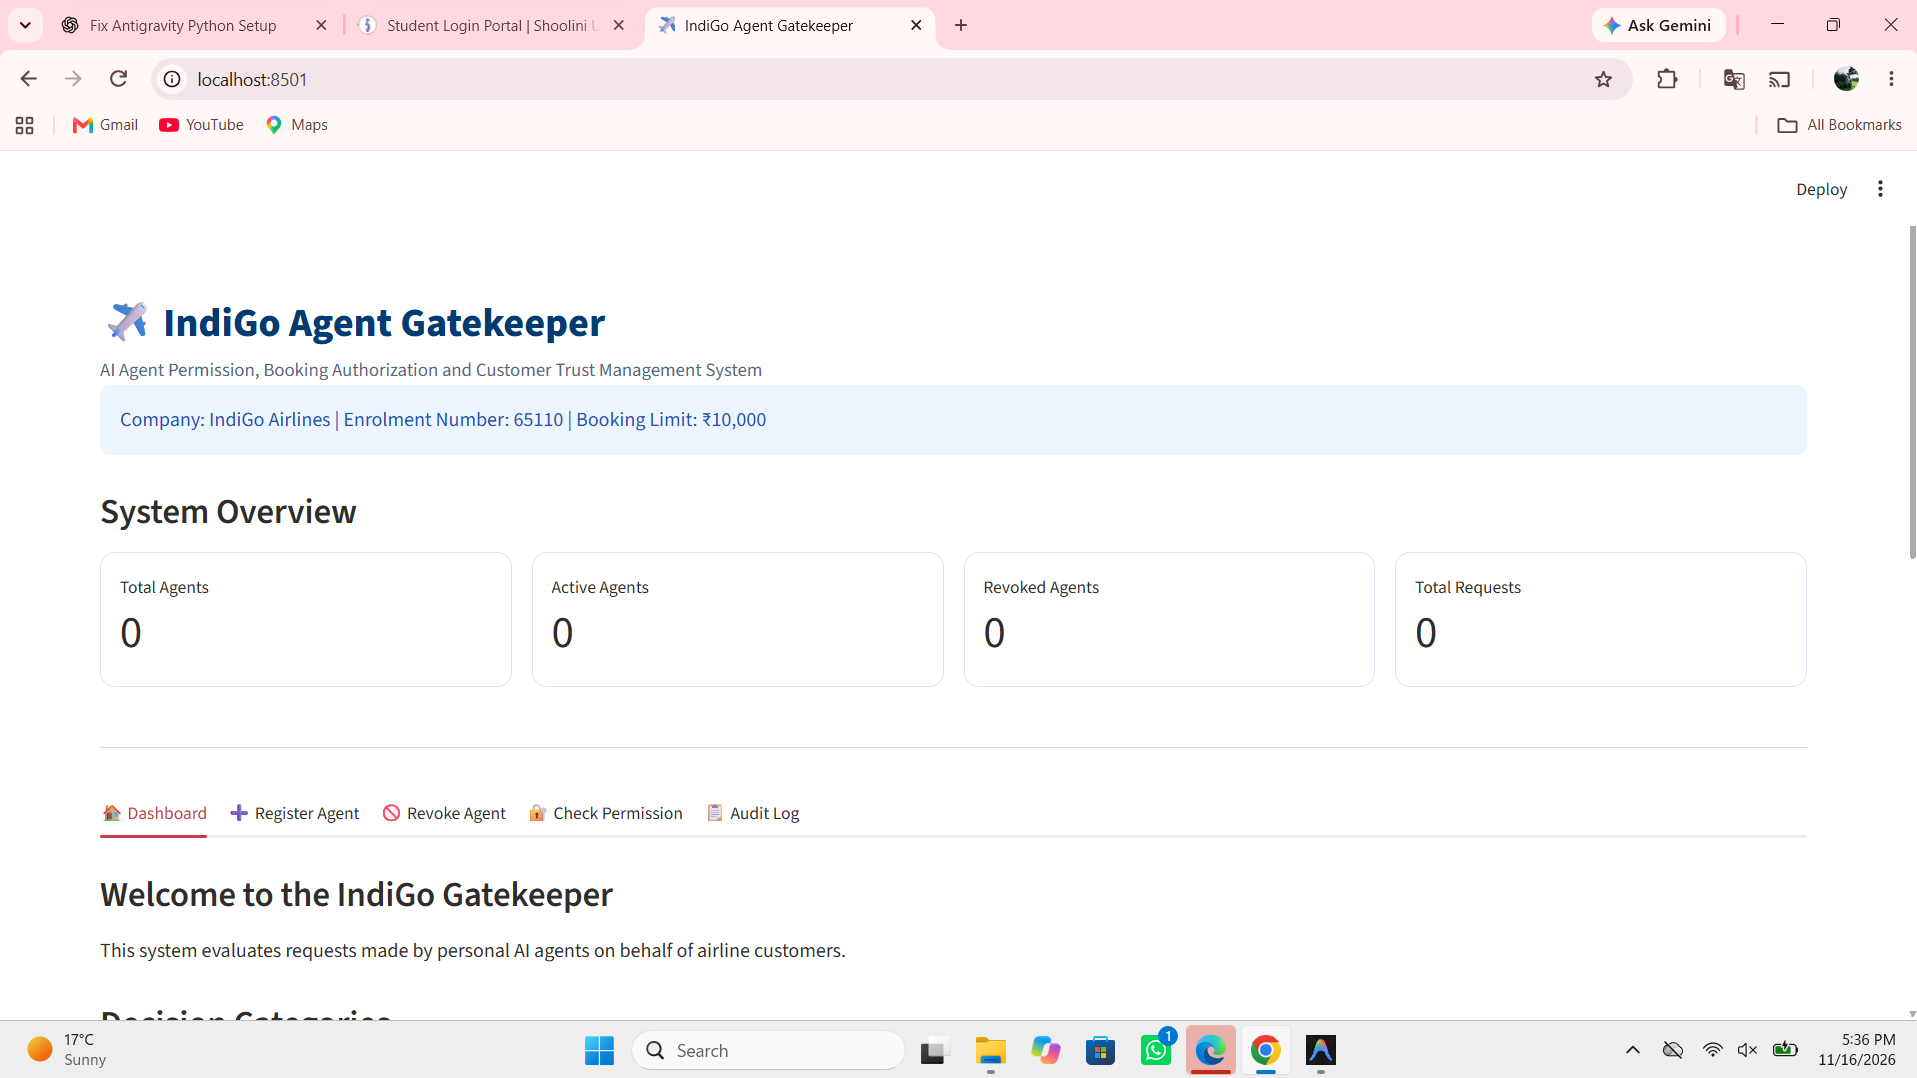 Fix Antigravity Python Setup
Student Login Portal | Shoolini U
IndiGo Agent Gatekeeper
Ask Gemini
localhost:8501
Gmail
YouTube
Maps
All Bookmarks
Deploy
IndiGo Agent Gatekeeper
AI Agent Permission, Booking Authorization and Customer Trust Management System
Company: IndiGo Airlines | Enrolment Number: 65110 | Booking Limit: ₹10,000
System Overview
Total Agents
0
Active Agents
0
Revoked Agents
0
Total Requests
0
Dashboard
Register Agent
Revoke Agent
Check Permission
Audit Log
Welcome to the IndiGo Gatekeeper
This system evaluates requests made by personal AI agents on behalf of airline customers.
Decision Categories
17°C
Sunny
Search
1
5:36 PM
11/16/2026